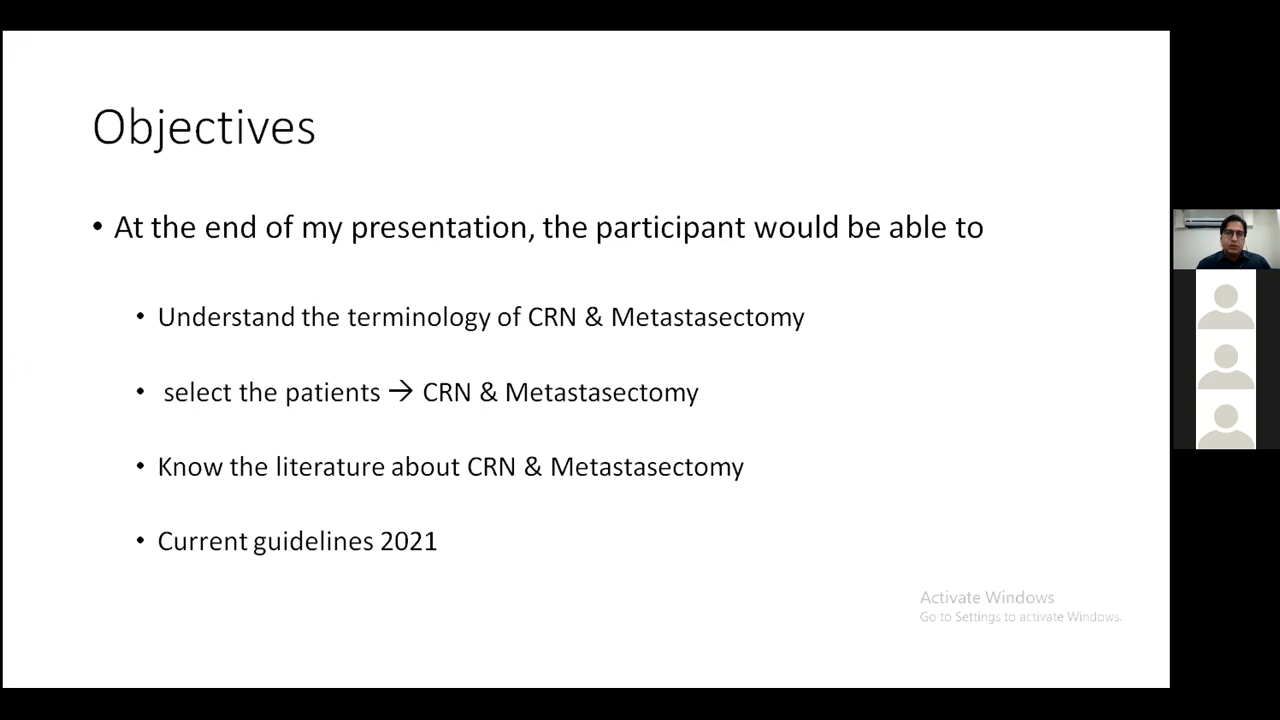 Objectives
• At the end of my presentation, the participant would be able to
• Understand the terminology of CRN & Metastasectomy
• select the patients → CRN & Metastasectomy
• Know the literature about CRN & Metastasectomy
• Current guidelines 2021
Activate Windows
Go to Settings to activate Windows.